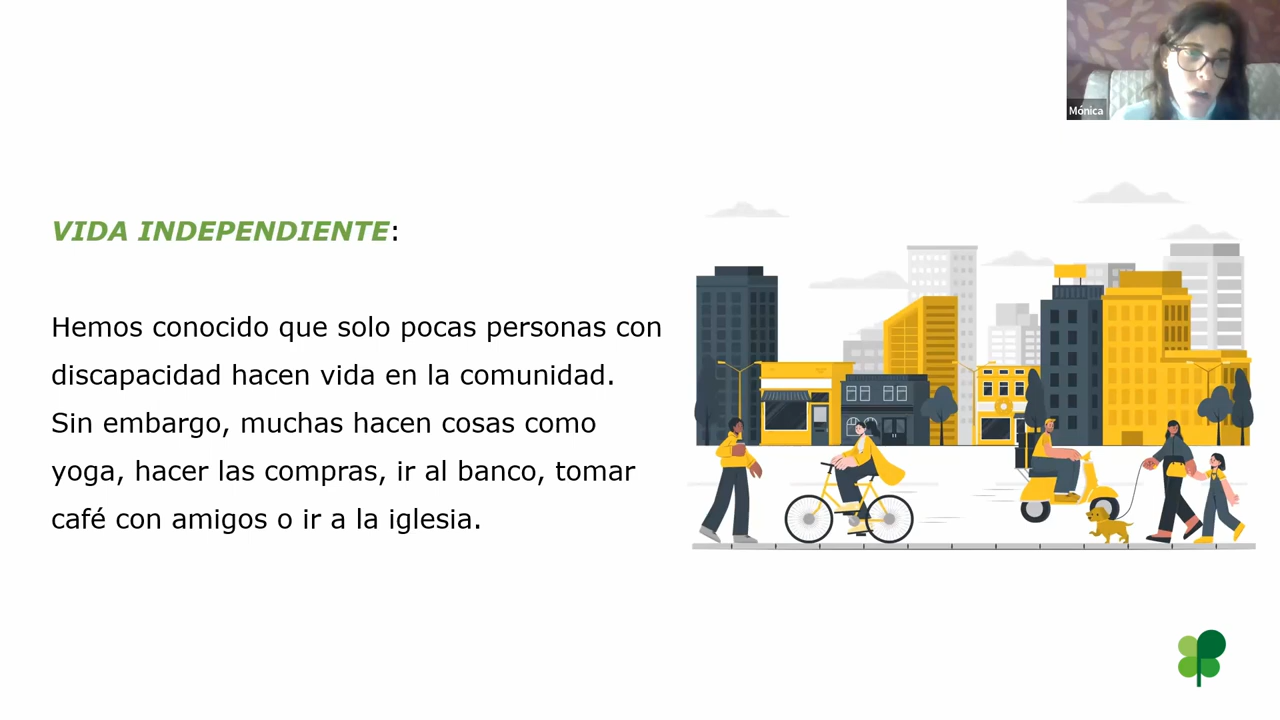 Mónica
VIDA INDEPENDIENTE:
Hemos conocido que solo pocas personas con
discapacidad hacen vida en la comunidad.
Sin embargo, muchas hacen cosas como
yoga, hacer las compras, ir al banco, tomar
café con amigos o ir a la iglesia.